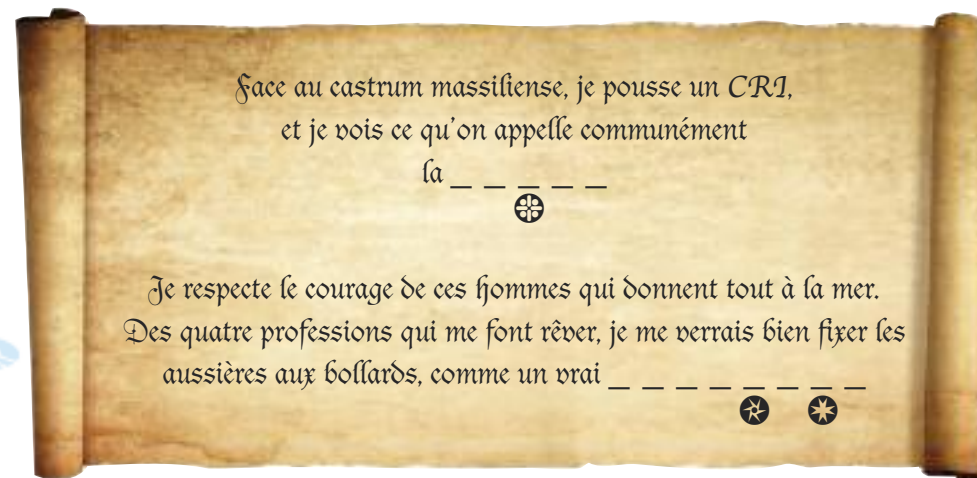 Face au castrum massiliense, je pousse un CRI,
et je vois ce qu'on appelle communément
la _ _ _ _ _
Je respecte le courage de ces hommes qui donnent tout à la mer.
Des quatre professions qui me font rêver, je me verrais bien fixer les
aussières aux bollards, comme un vrai _ _ _ _ _ _ _ _